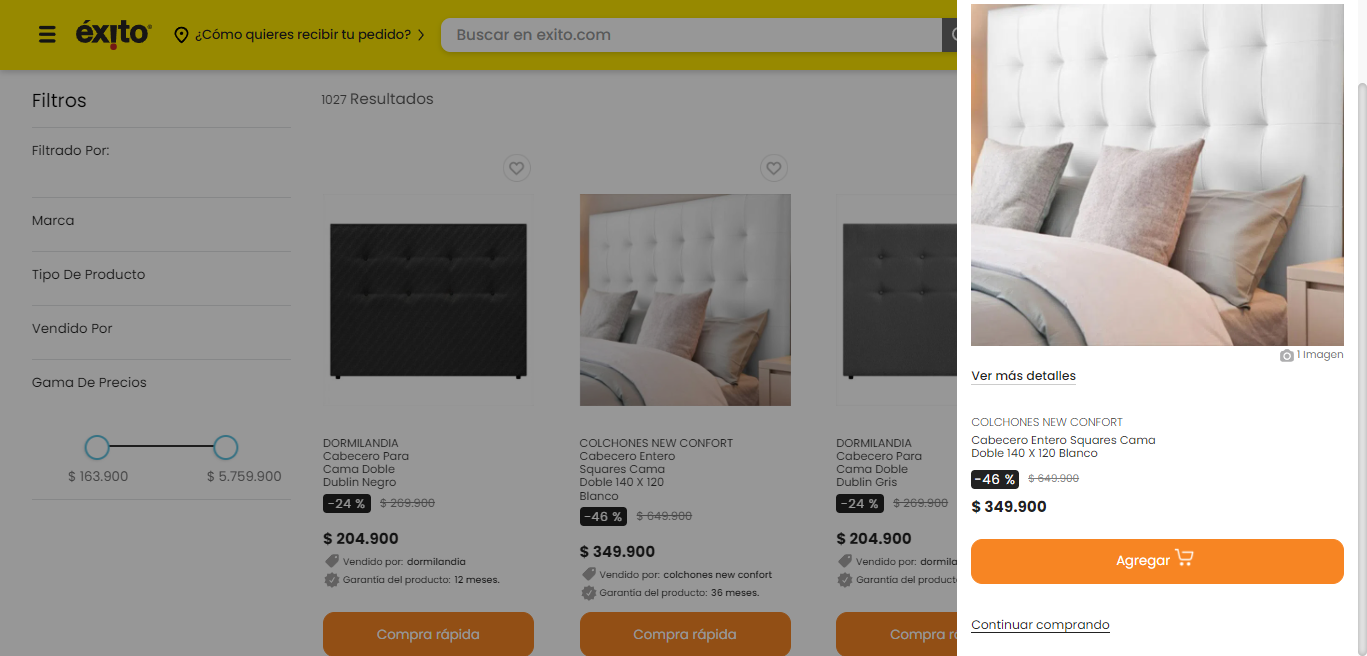 éxito
¿Cómo quieres recibir tu pedido?
Buscar en exito.com
Filtros
1027 Resultados
Filtrado Por:
Marca
Tipo De Producto
Vendido Por
Gama De Precios
$ 163.900
$ 5.759.900
DORMILANDIA
Cabecero Para
Cama Doble
Dublin Negro
-24 % $ 269.900
$ 204.900
Vendido por: dormilandia
Garantía del producto: 12 meses.
Compra rápida
COLCHONES NEW CONFORT
Cabecero Entero
Squares Cama
Doble 140 X 120
Blanco
-46 % $ 649.900
$ 349.900
Vendido por: colchones new confort
Garantía del producto: 36 meses.
Compra rápida
DORMILANDIA
Cabecero Para
Cama Doble
Dublin Gris
-24 % $ 269.900
$ 204.900
Vendido por: dormila
Garantía del product
Compra r
1 Imagen
Ver más detalles
COLCHONES NEW CONFORT
Cabecero Entero Squares Cama
Doble 140 X 120 Blanco
-46 % $ 649.900
$ 349.900
Agregar
Continuar comprando